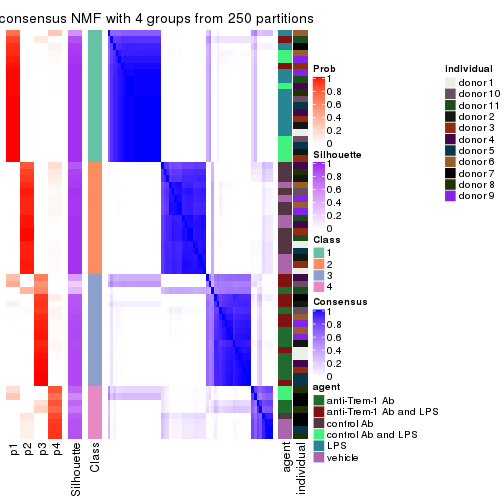 consensus NMF with 4 groups from 250 partitions
Prob
1
0.8
0.6
0.4
0.2
0
Silhouette
1
0.8
0.6
0.4
0.2
0
Class
1
2
3
4
Consensus
1
0.8
0.6
0.4
0.2
0
agent
anti-Trem-1 Ab
anti-Trem-1 Ab and LPS
control Ab
control Ab and LPS
LPS
vehicle
individual
donor 1
donor 10
donor 11
donor 2
donor 3
donor 4
donor 5
donor 6
donor 7
donor 8
donor 9
p1
p2
p3
p4
Silhouette
Class
agent
individual